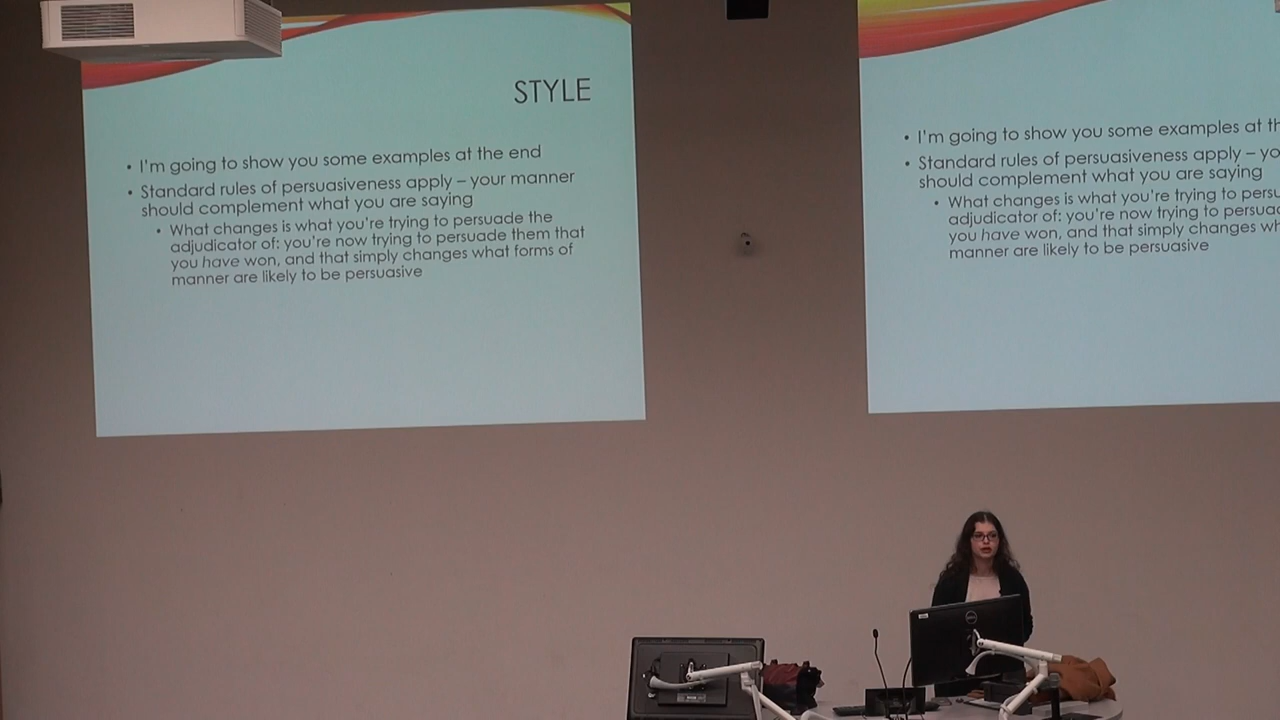 STYLE
• I'm going to show you some examples at the end
• Standard rules of persuasiveness apply – your manner
should complement what you are saying
• What changes is what you're trying to persuade the
adjudicator of: you're now trying to persuade them that
you have won, and that simply changes what forms of
manner are likely to be persuasive
• I'm going to show you some examples at th
• Standard rules of persuasiveness apply – yo
should complement what you are saying
• What changes is what you're trying to persu
adjudicator of: you're now trying to persuad
you have won, and that simply changes wh
manner are likely to be persuasive
DELL